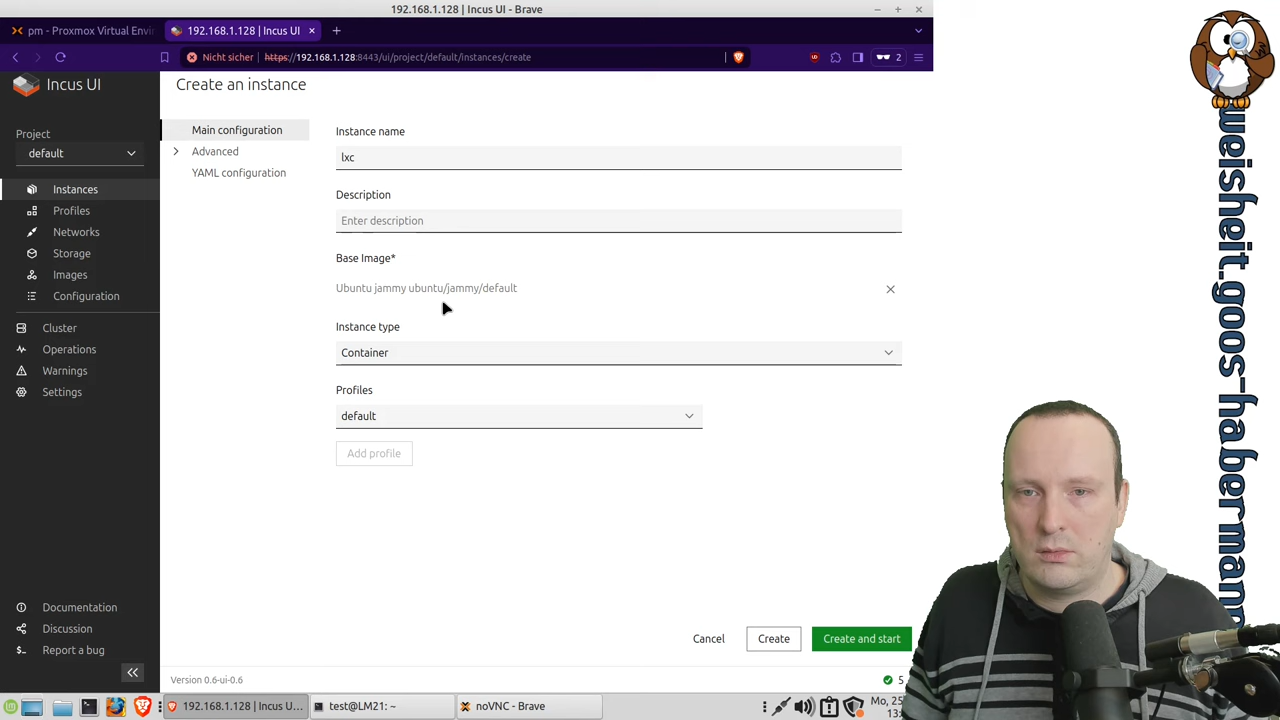 192.168.1.128 | Incus UI - Brave
pm - Proxmox Virtual Envir
192.168.1.128 | Incus UI
Nicht sicher
https://192.168.1.128:8443/ui/project/default/instances/create
2
Incus UI
Project
default
Instances
Profiles
Networks
Storage
Images
Configuration
Cluster
Operations
Warnings
Settings
Documentation
Discussion
Report a bug
Version 0.6-ui-0.6
Create an instance
Main configuration
Advanced
YAML configuration
Instance name
lxc
Description
Enter description
Base Image*
Ubuntu jammy ubuntu/jammy/default
Instance type
Container
Profiles
default
Add profile
Cancel
Create
Create and start
5
192.168.1.128 | Incus U...
test@LM21: ~
noVNC - Brave
Mo, 25